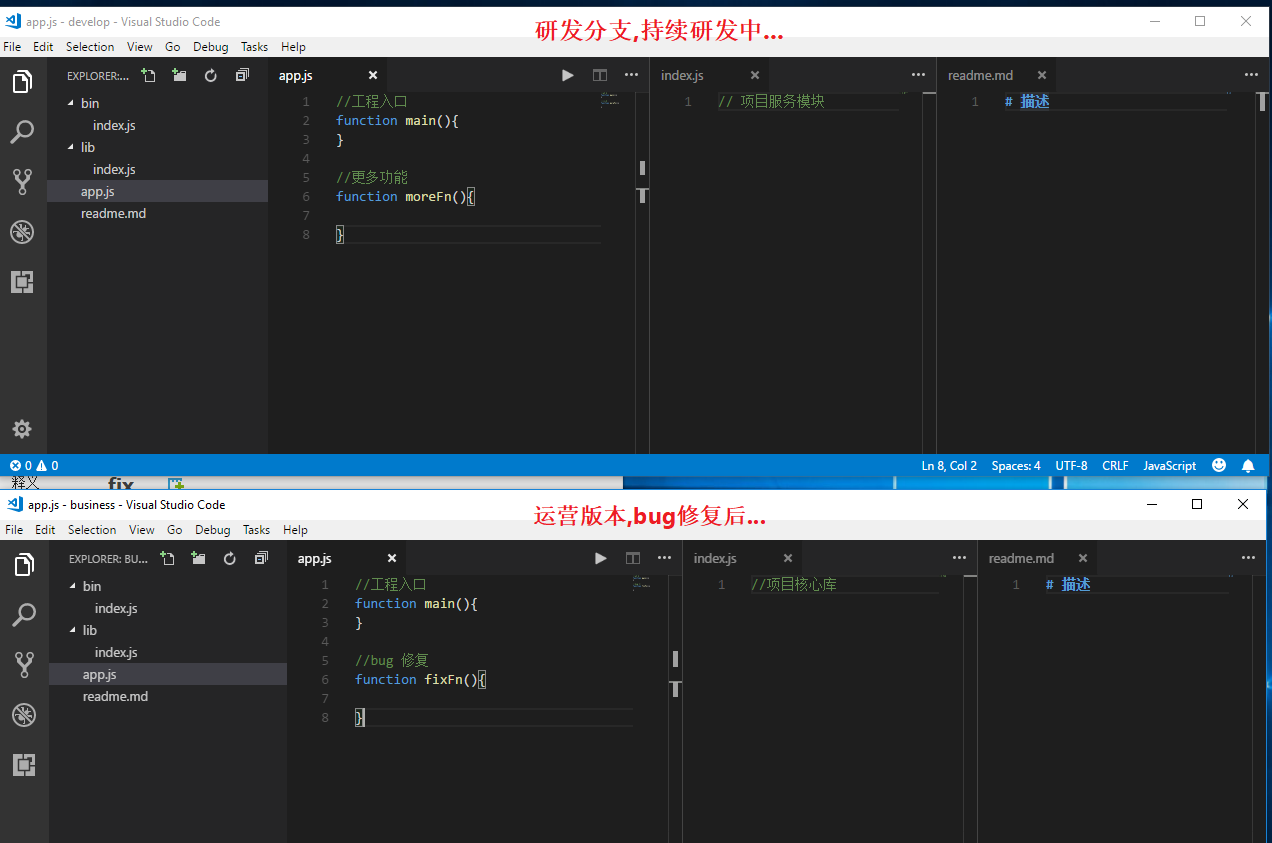 app.js - develop - Visual Studio Code
研发分支,持续研发中...
File Edit Selection View Go Debug Tasks Help
EXPLORER:...
bin
index.js
lib
index.js
app.js
readme.md
app.js
1 //工程入口
2 function main(){
3 }
4
5 //更多功能
6 function moreFn(){
7
8 }
index.js
1 // 项目服务模块
readme.md
1 # 描述
0 0
Ln 8, Col 2 Spaces: 4 UTF-8 CRLF JavaScript
释义 fix
app.js - business - Visual Studio Code
运营版本,bug修复后...
File Edit Selection View Go Debug Tasks Help
EXPLORER: BU...
bin
index.js
lib
index.js
app.js
readme.md
app.js
1 //工程入口
2 function main(){
3 }
4
5 //bug 修复
6 function fixFn(){
7
8 }
index.js
1 //项目核心库
readme.md
1 # 描述